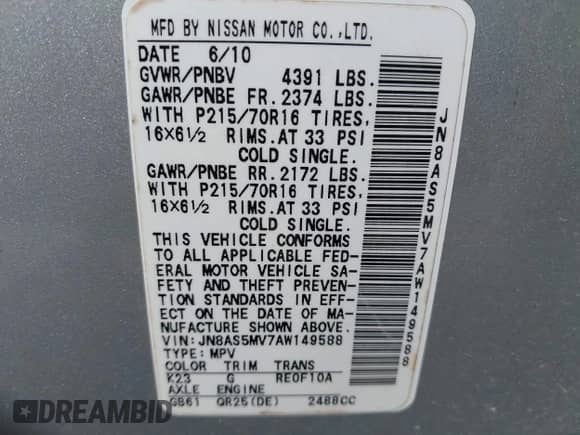 MFD BY NISSAN MOTOR CO.,LTD.
DATE 6/10
GVWR/PNBV 4391 LBS.
GAWR/PNBE FR. 2374 LBS.
WITH P215/70R16 TIRES,
16×6½ RIMS.AT 33 PSI
COLD SINGLE.
GAWR/PNBE RR. 2172 LBS.
WITH P215/70R16 TIRES,
16×6½ RIMS.AT 33 PSI
COLD SINGLE.
THIS VEHICLE CONFORMS
TO ALL APPLICABLE FED-
ERAL MOTOR VEHICLE SA-
FETY AND THEFT PREVEN-
TION STANDARDS IN EFF-
ECT ON THE DATE OF MA-
NUFACTURE SHOWN ABOVE.
VIN:JN8AS5MV7AW149588
TYPE:MPV
COLOR TRIM TRANS
K23 G RE0F10A
AXLE ENGINE
GB61 QR25(DE) 2488CC
JN8AS5MV7AW149588
DREAMBID